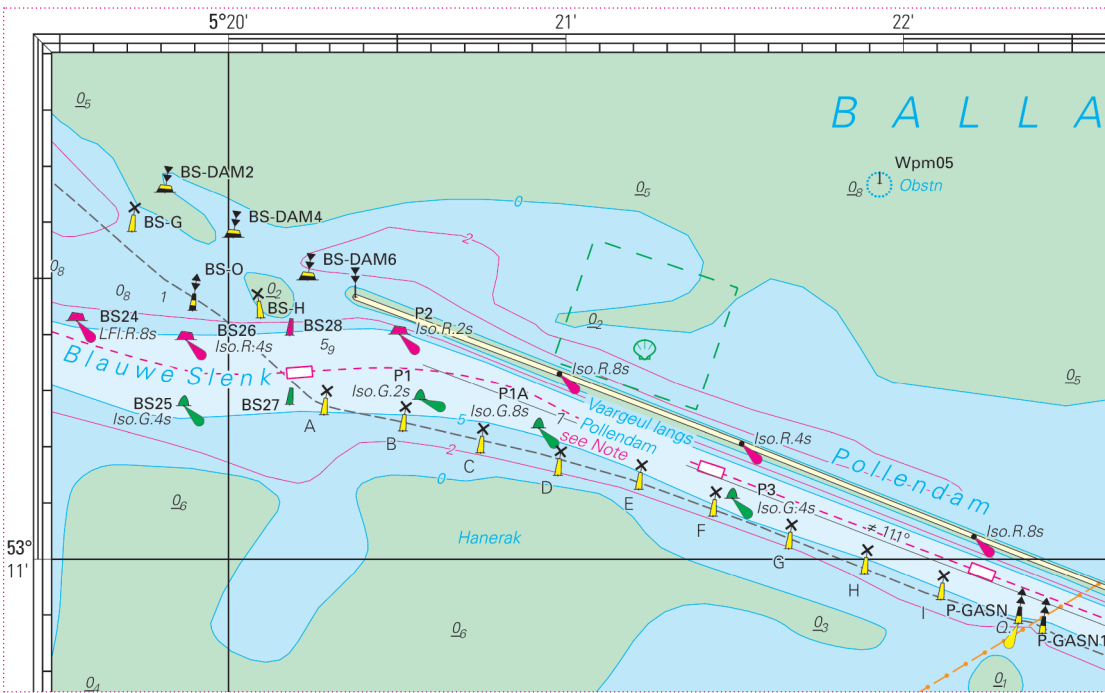 5°20'
21'
22'
0₅
BALLA
BS-DAM2
Wpm05
Obstn
0₅
0₈
BS-G
BS-DAM4
0
2
BS-DAM6
0₈
BS-O
0₂
0₈
1
BS-H
BS24
LFl.R.8s
BS26
Iso.R.4s
BS28
5₉
P2
Iso.R.2s
0₂
Blauwe Slenk
P1
Iso.G.2s
P1A
Iso.G.8s
Iso.R.8s
0₅
BS25
Iso.G.4s
BS27
A
B
5
7
Vaargeul langs
Pollendam
see Note
Iso.R.4s
Pollendam
C
2
0
D
E
F
P3
Iso.G.4s
0₆
Hanerak
G
≠ 111°
Iso.R.8s
53°
11'
H
I
P-GASN
Q.
P-GASN1
0₆
0₃
0₄
0₁